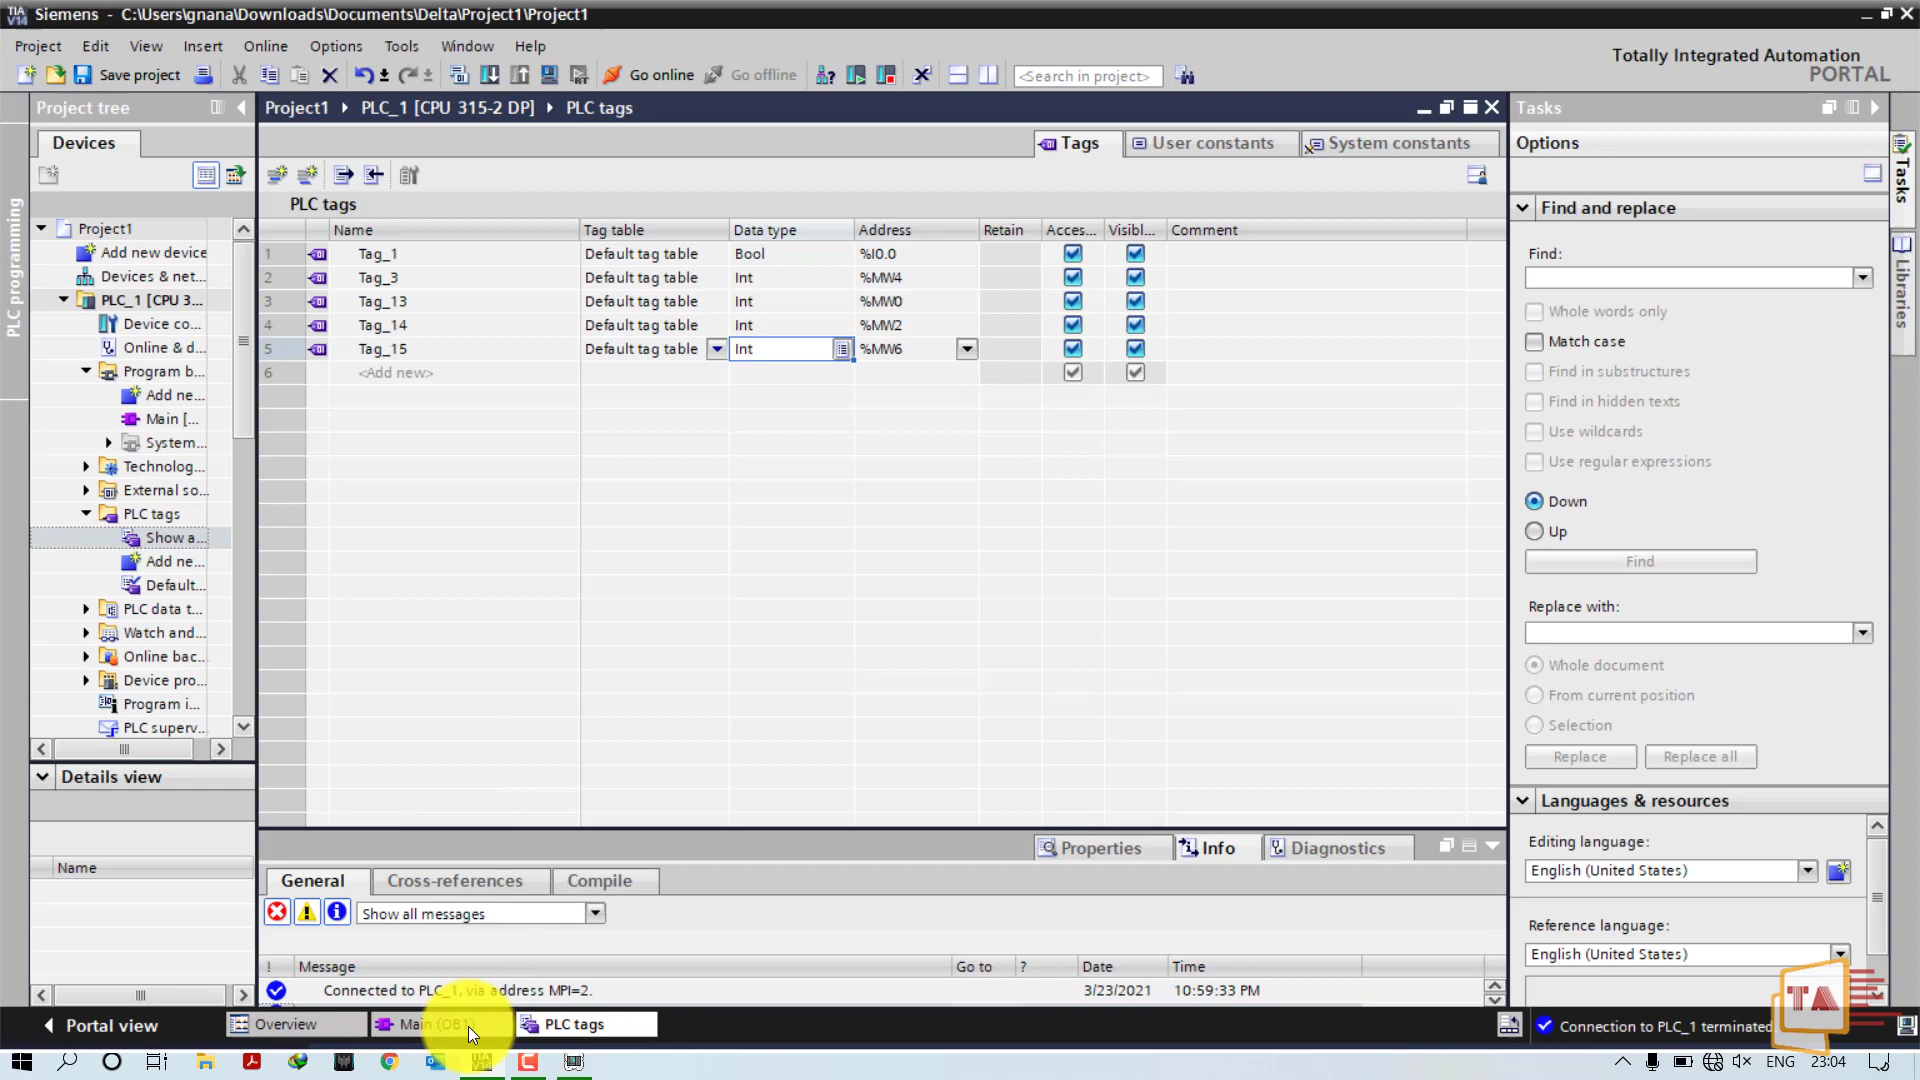 TIA V14 Siemens - C:\Users\gnana\Downloads\Documents\Delta\Project1\Project1
Project Edit View Insert Online Options Tools Window Help
Totally Integrated Automation
PORTAL
Save project Go online Go offline <Search in project>
Project tree
Project1 PLC_1 [CPU 315-2 DP] PLC tags
Tasks
Devices
Tags User constants System constants
Options
PLC programming
Tasks
Libraries
PLC tags
Find and replace
Project1
Add new device
Devices & net...
PLC_1 [CPU 3...
Device co...
Online & d...
Program b...
Add ne...
Main [...
System...
Technolog...
External so...
PLC tags
Show a...
Add ne...
Default...
PLC data t...
Watch and...
Online bac...
Device pro...
Program i...
PLC superv...
Name Tag table Data type Address Retain Acces... Visibl... Comment
1 Tag_1 Default tag table Bool %I0.0
2 Tag_3 Default tag table Int %MW4
3 Tag_13 Default tag table Int %MW0
4 Tag_14 Default tag table Int %MW2
5 Tag_15 Default tag table Int %MW6
6 <Add new>
Find:
Whole words only
Match case
Find in substructures
Find in hidden texts
Use wildcards
Use regular expressions
Down
Up
Find
Replace with:
Whole document
From current position
Selection
Replace Replace all
Languages & resources
Editing language:
English (United States)
Reference language:
English (United States)
Details view
Name
Properties Info Diagnostics
General Cross-references Compile
Show all messages
! Message Go to ? Date Time
Connected to PLC_1, via address MPI=2. 3/23/2021 10:59:33 PM
Portal view Overview Main (OB1) PLC tags
Connection to PLC_1 terminated
TA
ENG 23:04